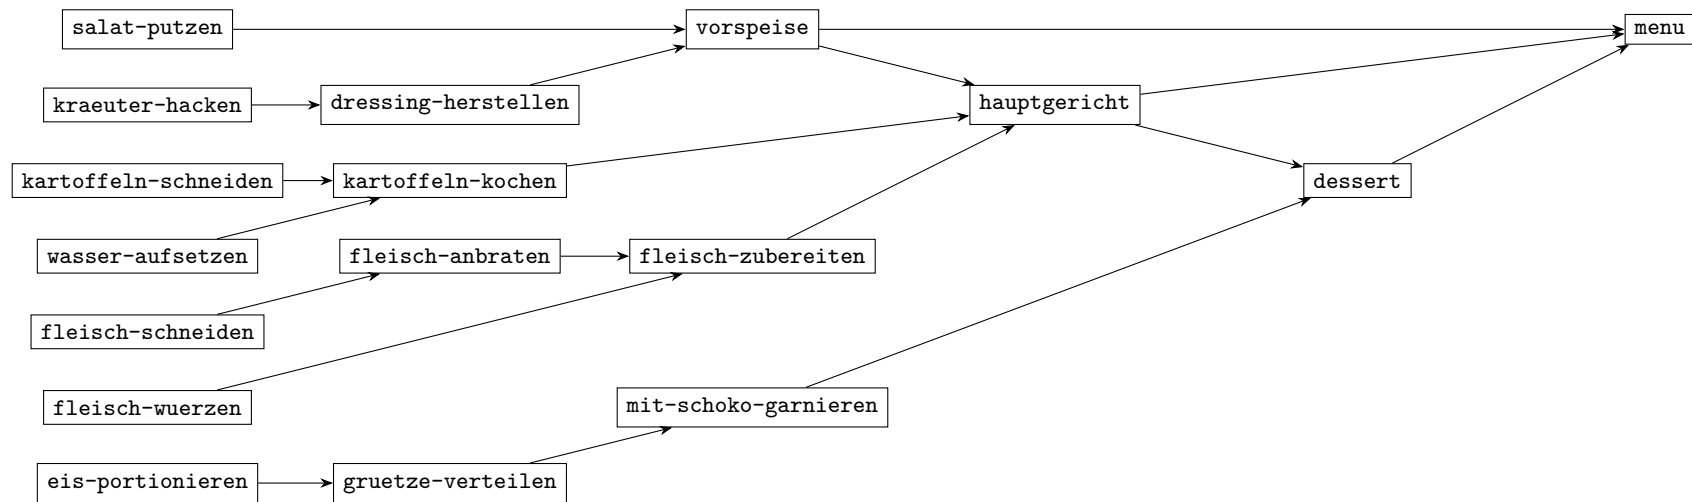 salat-putzen
vorspeise
menu
kraeuter-hacken
dressing-herstellen
hauptgericht
kartoffeln-schneiden
kartoffeln-kochen
dessert
wasser-aufsetzen
fleisch-anbraten
fleisch-zubereiten
fleisch-schneiden
fleisch-wuerzen
mit-schoko-garnieren
eis-portionieren
gruetze-verteilen